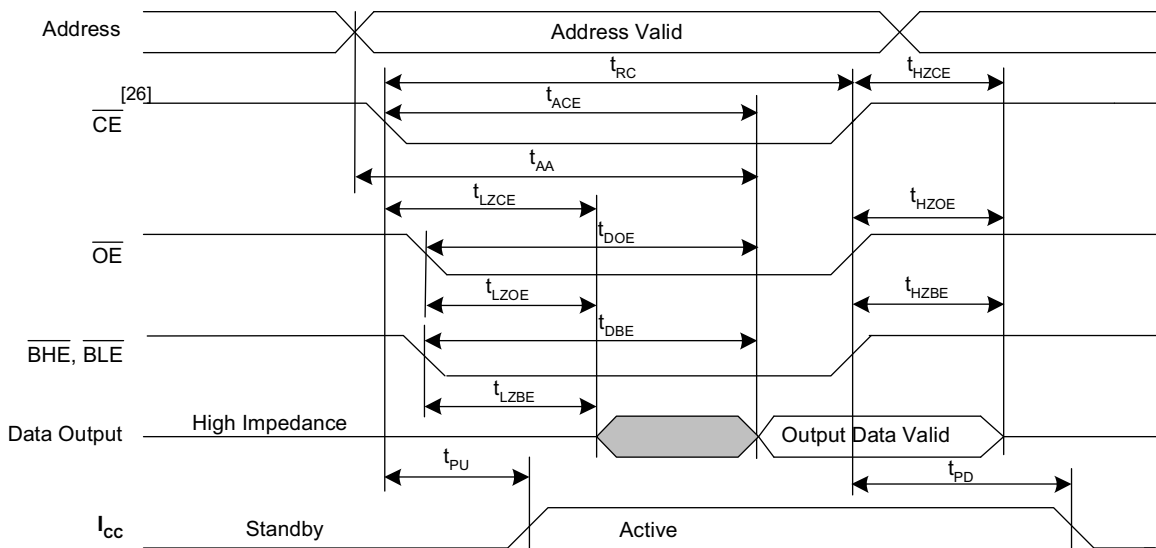 Address
Address Valid
tRC
tHZCE
[26]
CE
tACE
tAA
tLZCE
tHZOE
OE
tDOE
tLZOE
tHZBE
BHE, BLE
tDBE
tLZBE
Data Output
High Impedance
Output Data Valid
tPU
tPD
ICC
Standby
Active